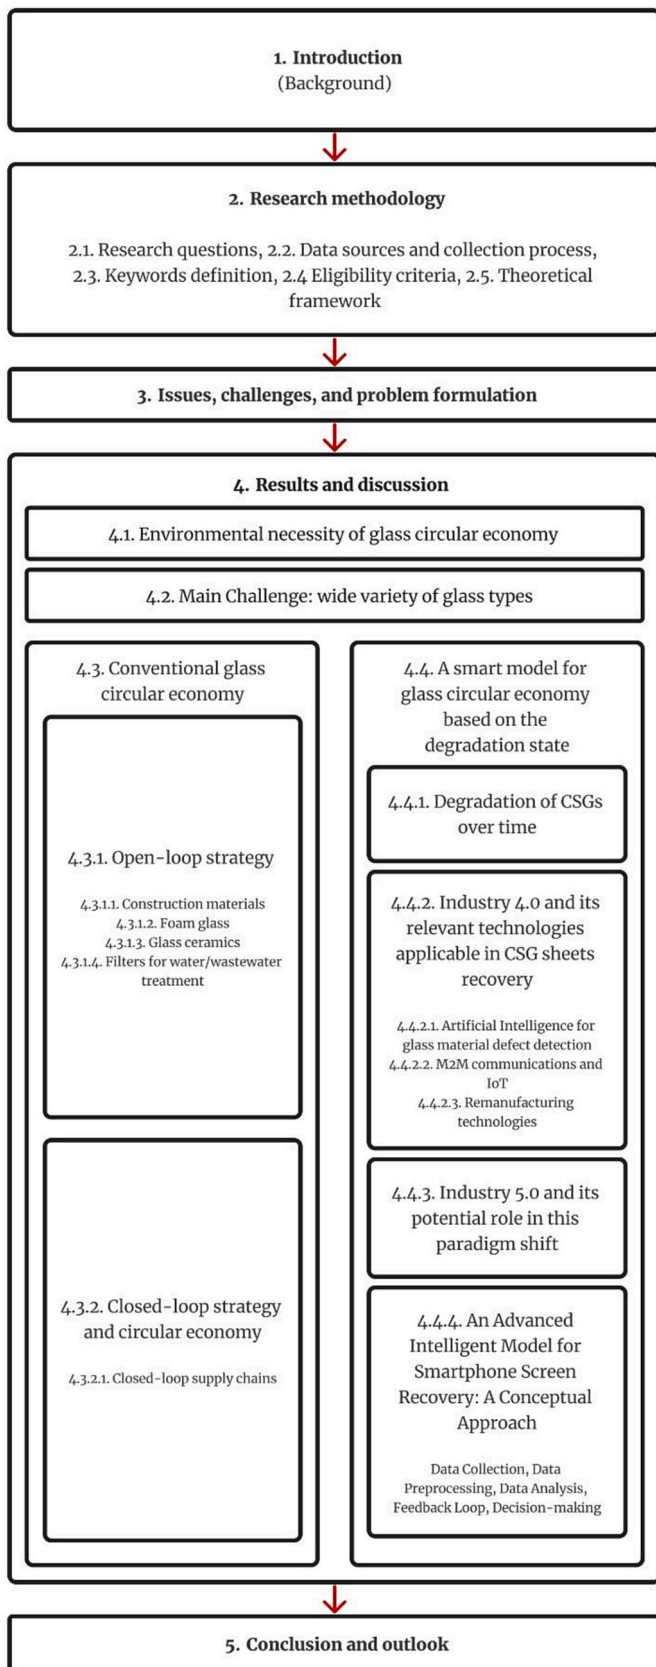 1. Introduction
(Background)
2. Research methodology
2.1. Research questions, 2.2. Data sources and collection process,
2.3. Keywords definition, 2.4 Eligibility criteria, 2.5. Theoretical
framework
3. Issues, challenges, and problem formulation
4. Results and discussion
4.1. Environmental necessity of glass circular economy
4.2. Main Challenge: wide variety of glass types
4.3. Conventional glass
circular economy
4.3.1. Open-loop strategy
4.3.1.1. Construction materials
4.3.1.2. Foam glass
4.3.1.3. Glass ceramics
4.3.1.4. Filters for water/wastewater
treatment
4.3.2. Closed-loop strategy
and circular economy
4.3.2.1. Closed-loop supply chains
4.4. A smart model for
glass circular economy
based on the
degradation state
4.4.1. Degradation of CSGs
over time
4.4.2. Industry 4.0 and its
relevant technologies
applicable in CSG sheets
recovery
4.4.2.1. Artificial Intelligence for
glass material defect detection
4.4.2.2. M2M communications and
IoT
4.4.2.3. Remanufacturing
technologies
4.4.3. Industry 5.0 and its
potential role in this
paradigm shift
4.4.4. An Advanced
Intelligent Model for
Smartphone Screen
Recovery: A Conceptual
Approach
Data Collection, Data
Preprocessing, Data Analysis,
Feedback Loop, Decision-making
5. Conclusion and outlook